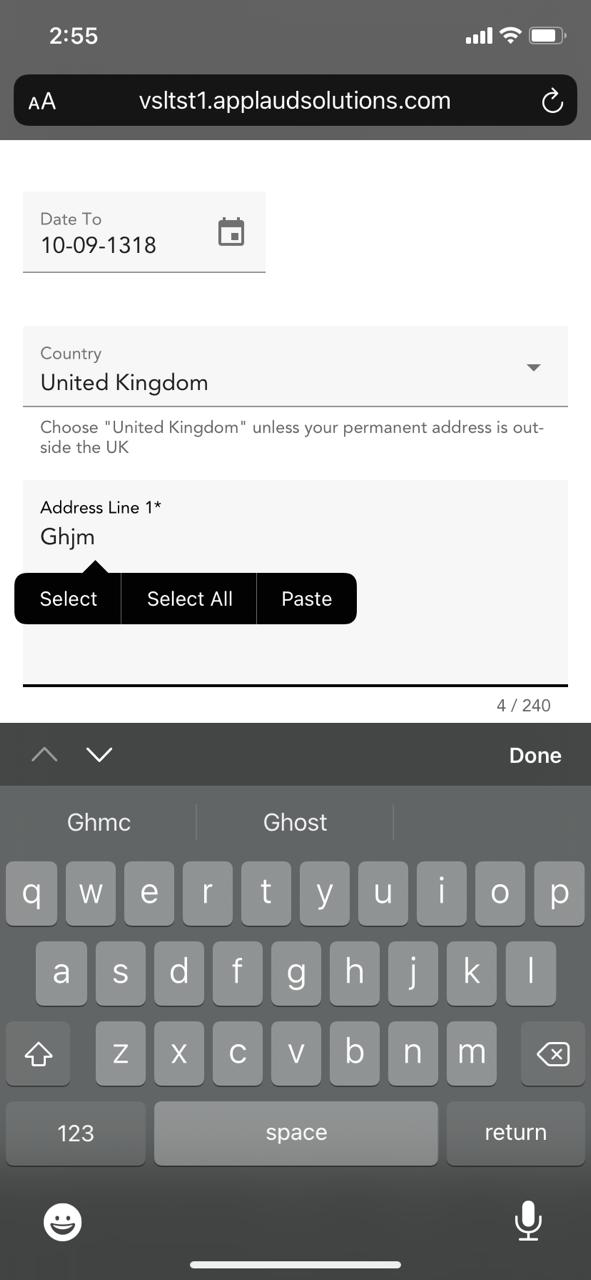 2:55
AA vsltst1.applaudsolutions.com
Date To
10-09-1318
Country
United Kingdom
Choose "United Kingdom" unless your permanent address is out-
side the UK
Address Line 1*
Ghjm
Select Select All Paste
4 / 240
Done
Ghmc Ghost
q w e r t y u i o p
a s d f g h j k l
z x c v b n m
123 space return